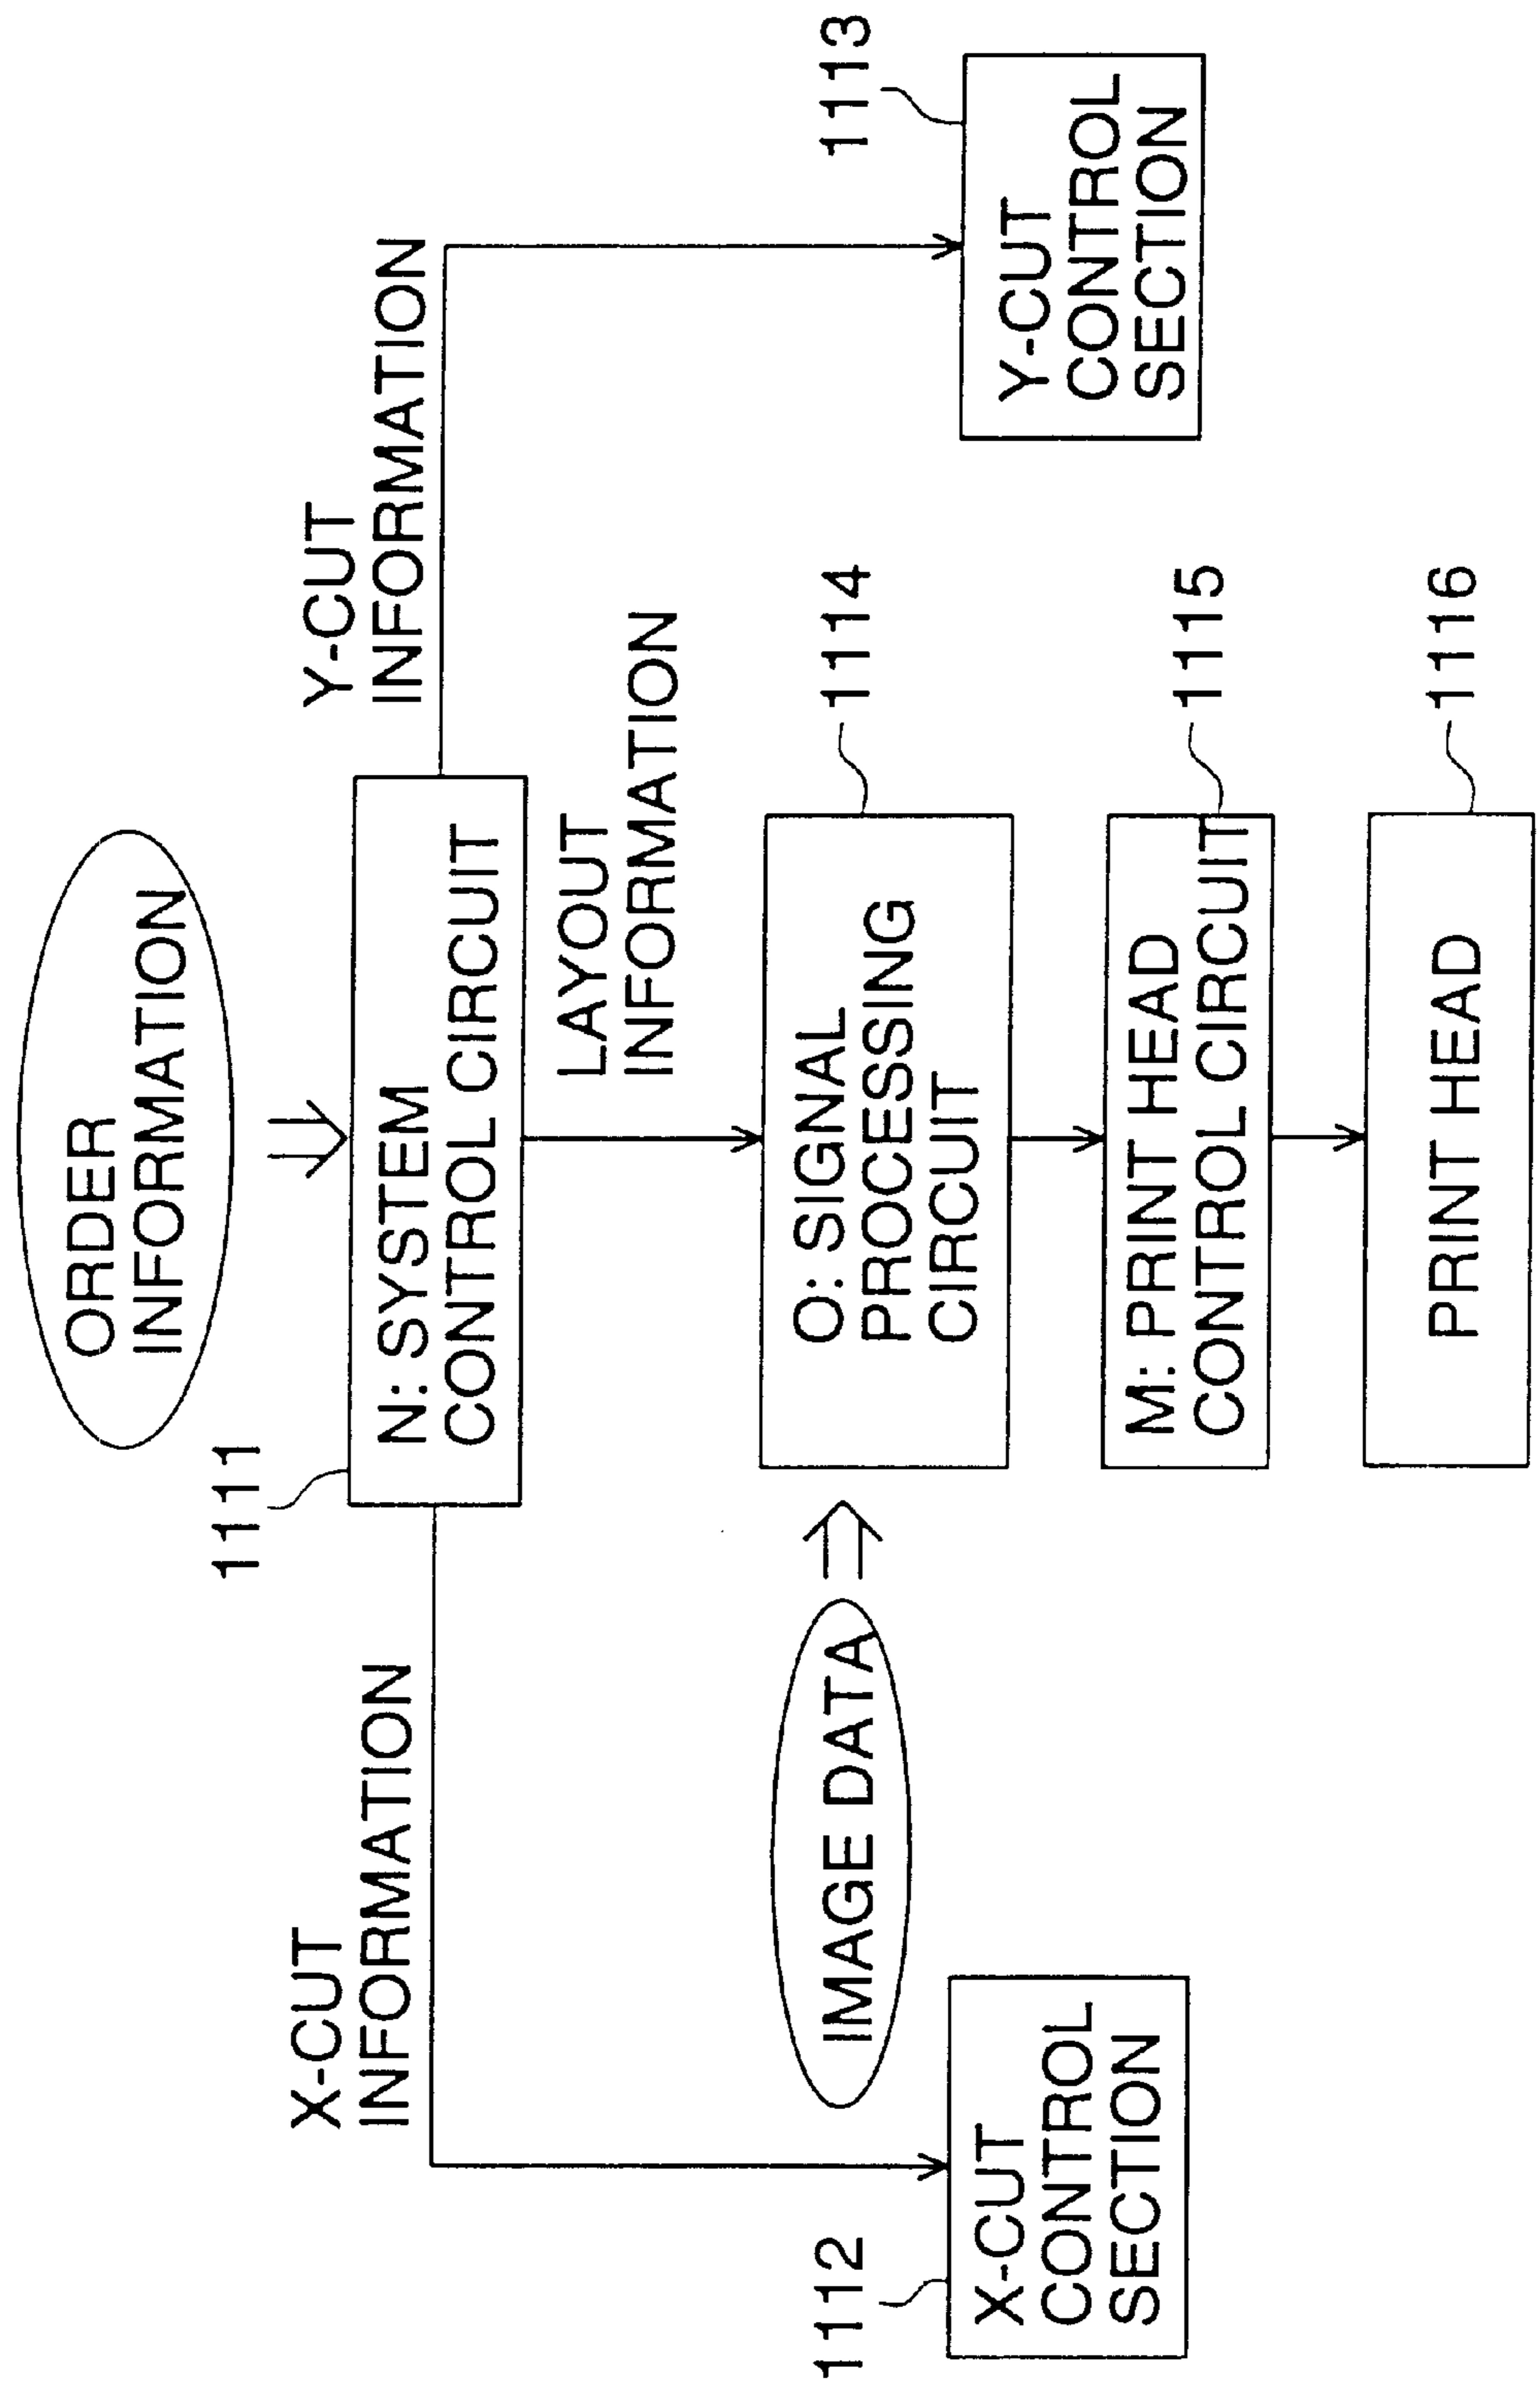 ORDER
INFORMATION
1111
N: SYSTEM
CONTROL CIRCUIT
X-CUT
INFORMATION
Y-CUT
INFORMATION
LAYOUT
INFORMATION
1112
X-CUT
CONTROL
SECTION
IMAGE DATA
1114
O: SIGNAL
PROCESSING
CIRCUIT
1113
Y-CUT
CONTROL
SECTION
1115
M: PRINT HEAD
CONTROL CIRCUIT
1116
PRINT HEAD